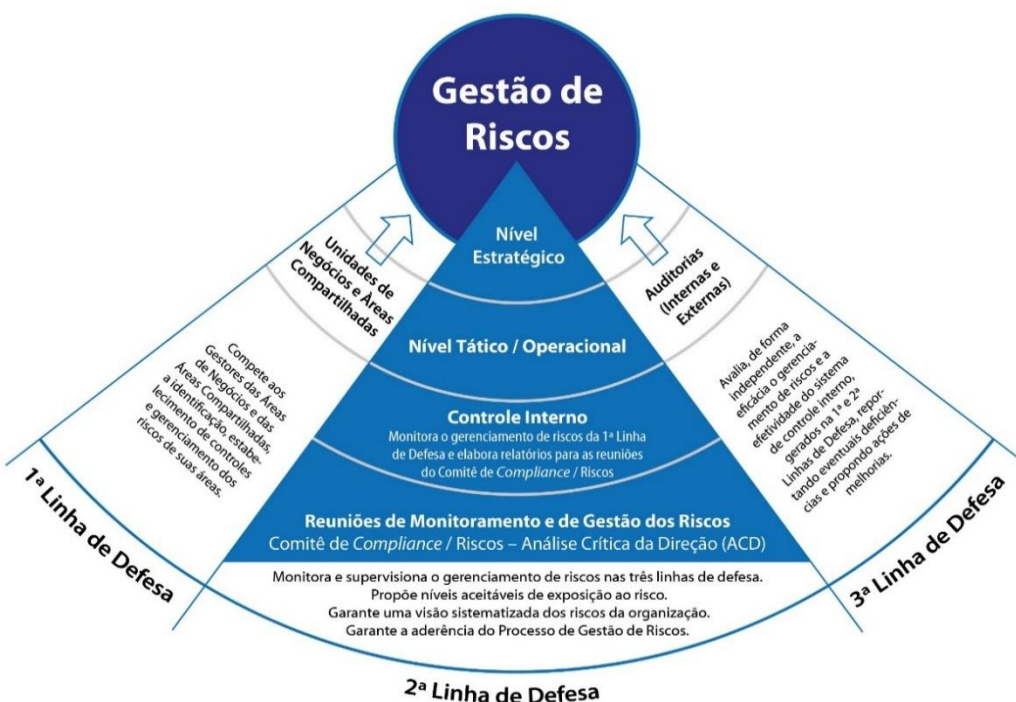 Gestão de
Riscos
Nível
Estratégico
Nível Tático / Operacional
Controle Interno
Monitora o gerenciamento de riscos da 1ª Linha
de Defesa e elabora relatórios para as reuniões
do Comitê de Compliance / Riscos
Reuniões de Monitoramento e de Gestão dos Riscos
Comitê de Compliance / Riscos – Análise Crítica da Direção (ACD)
Monitora e supervisiona o gerenciamento de riscos nas três linhas de defesa.
Propõe níveis aceitáveis de exposição ao risco.
Garante uma visão sistematizada dos riscos da organização.
Garante a aderência do Processo de Gestão de Riscos.
2ª Linha de Defesa
Unidades de
Negócios e Áreas
Compartilhadas
Compete aos
Gestores das Áreas
de Negócios e das
Áreas Compartilhadas,
a identificação, estabe-
lecimento de controles
e gerenciamento dos
riscos de suas áreas.
1ª Linha de Defesa
Auditorias
(Internas e
Externas)
Avalia, de forma
independente, a
eficácia o gerencia-
mento de riscos e a
efetividade do sistema
de controle interno,
gerados na 1ª e 2ª
Linhas de Defesa, repor-
tando eventuais deficiên-
cias e propondo ações de
melhorias.
3ª Linha de Defesa